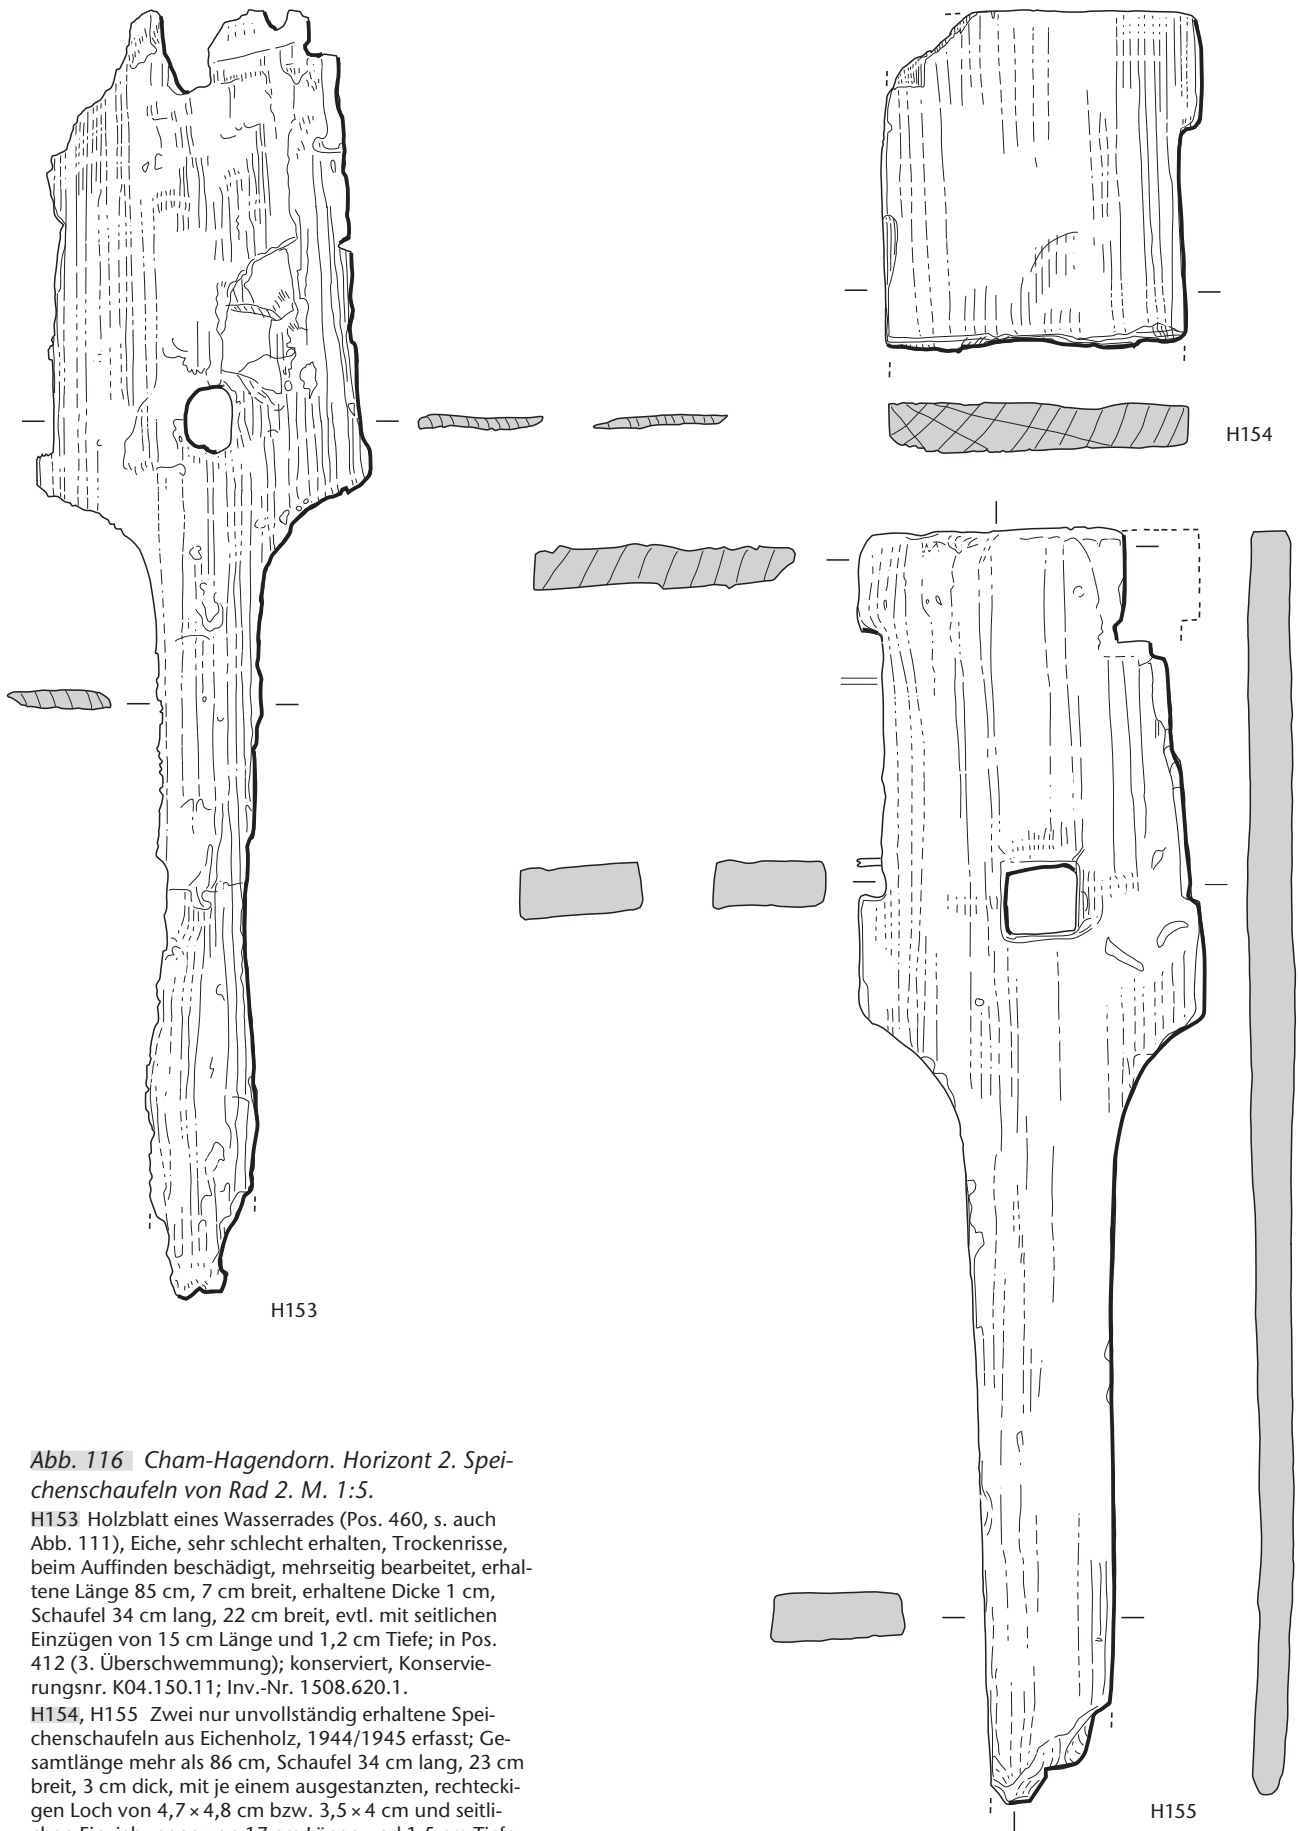 H154
H153
H155
Abb. 116 Cham-Hagendorn. Horizont 2. Spei-
chenschaufeln von Rad 2. M. 1:5.
H153 Holzblatt eines Wasserrades (Pos. 460, s. auch
Abb. 111), Eiche, sehr schlecht erhalten, Trockenrisse,
beim Auffinden beschädigt, mehrseitig bearbeitet, erhal-
tene Länge 85 cm, 7 cm breit, erhaltene Dicke 1 cm,
Schaufel 34 cm lang, 22 cm breit, evtl. mit seitlichen
Einzügen von 15 cm Länge und 1,2 cm Tiefe; in Pos.
412 (3. Überschwemmung); konserviert, Konservie-
rungsnr. K04.150.11; Inv.-Nr. 1508.620.1.
H154, H155 Zwei nur unvollständig erhaltene Spei-
chenschaufeln aus Eichenholz, 1944/1945 erfasst; Ge-
samtlänge mehr als 86 cm, Schaufel 34 cm lang, 23 cm
breit, 3 cm dick, mit je einem ausgestanzten, rechtecki-
gen Loch von 4,7 × 4,8 cm bzw. 3,5 × 4 cm und seitli-